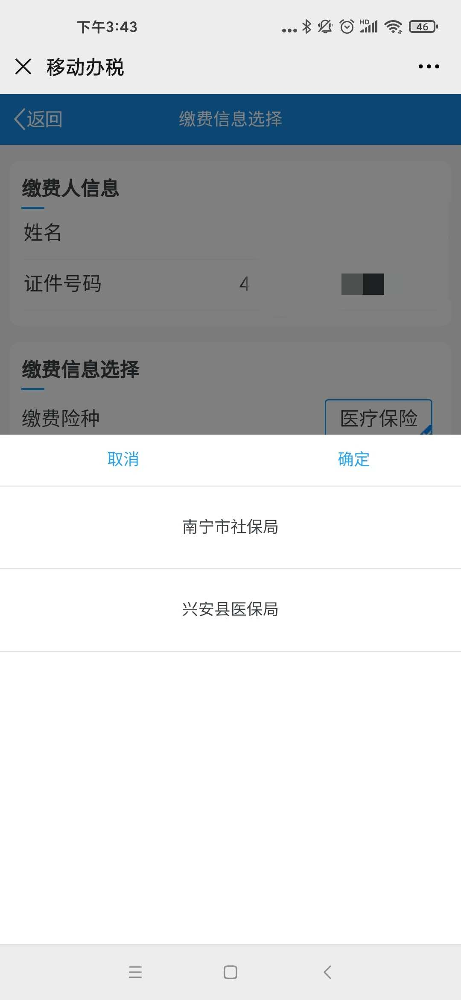 下午3:43
HD
46
移动办税
返回
缴费信息选择
缴费人信息
姓名
证件号码 4
缴费信息选择
缴费险种 医疗保险
取消 确定
南宁市社保局
兴安县医保局